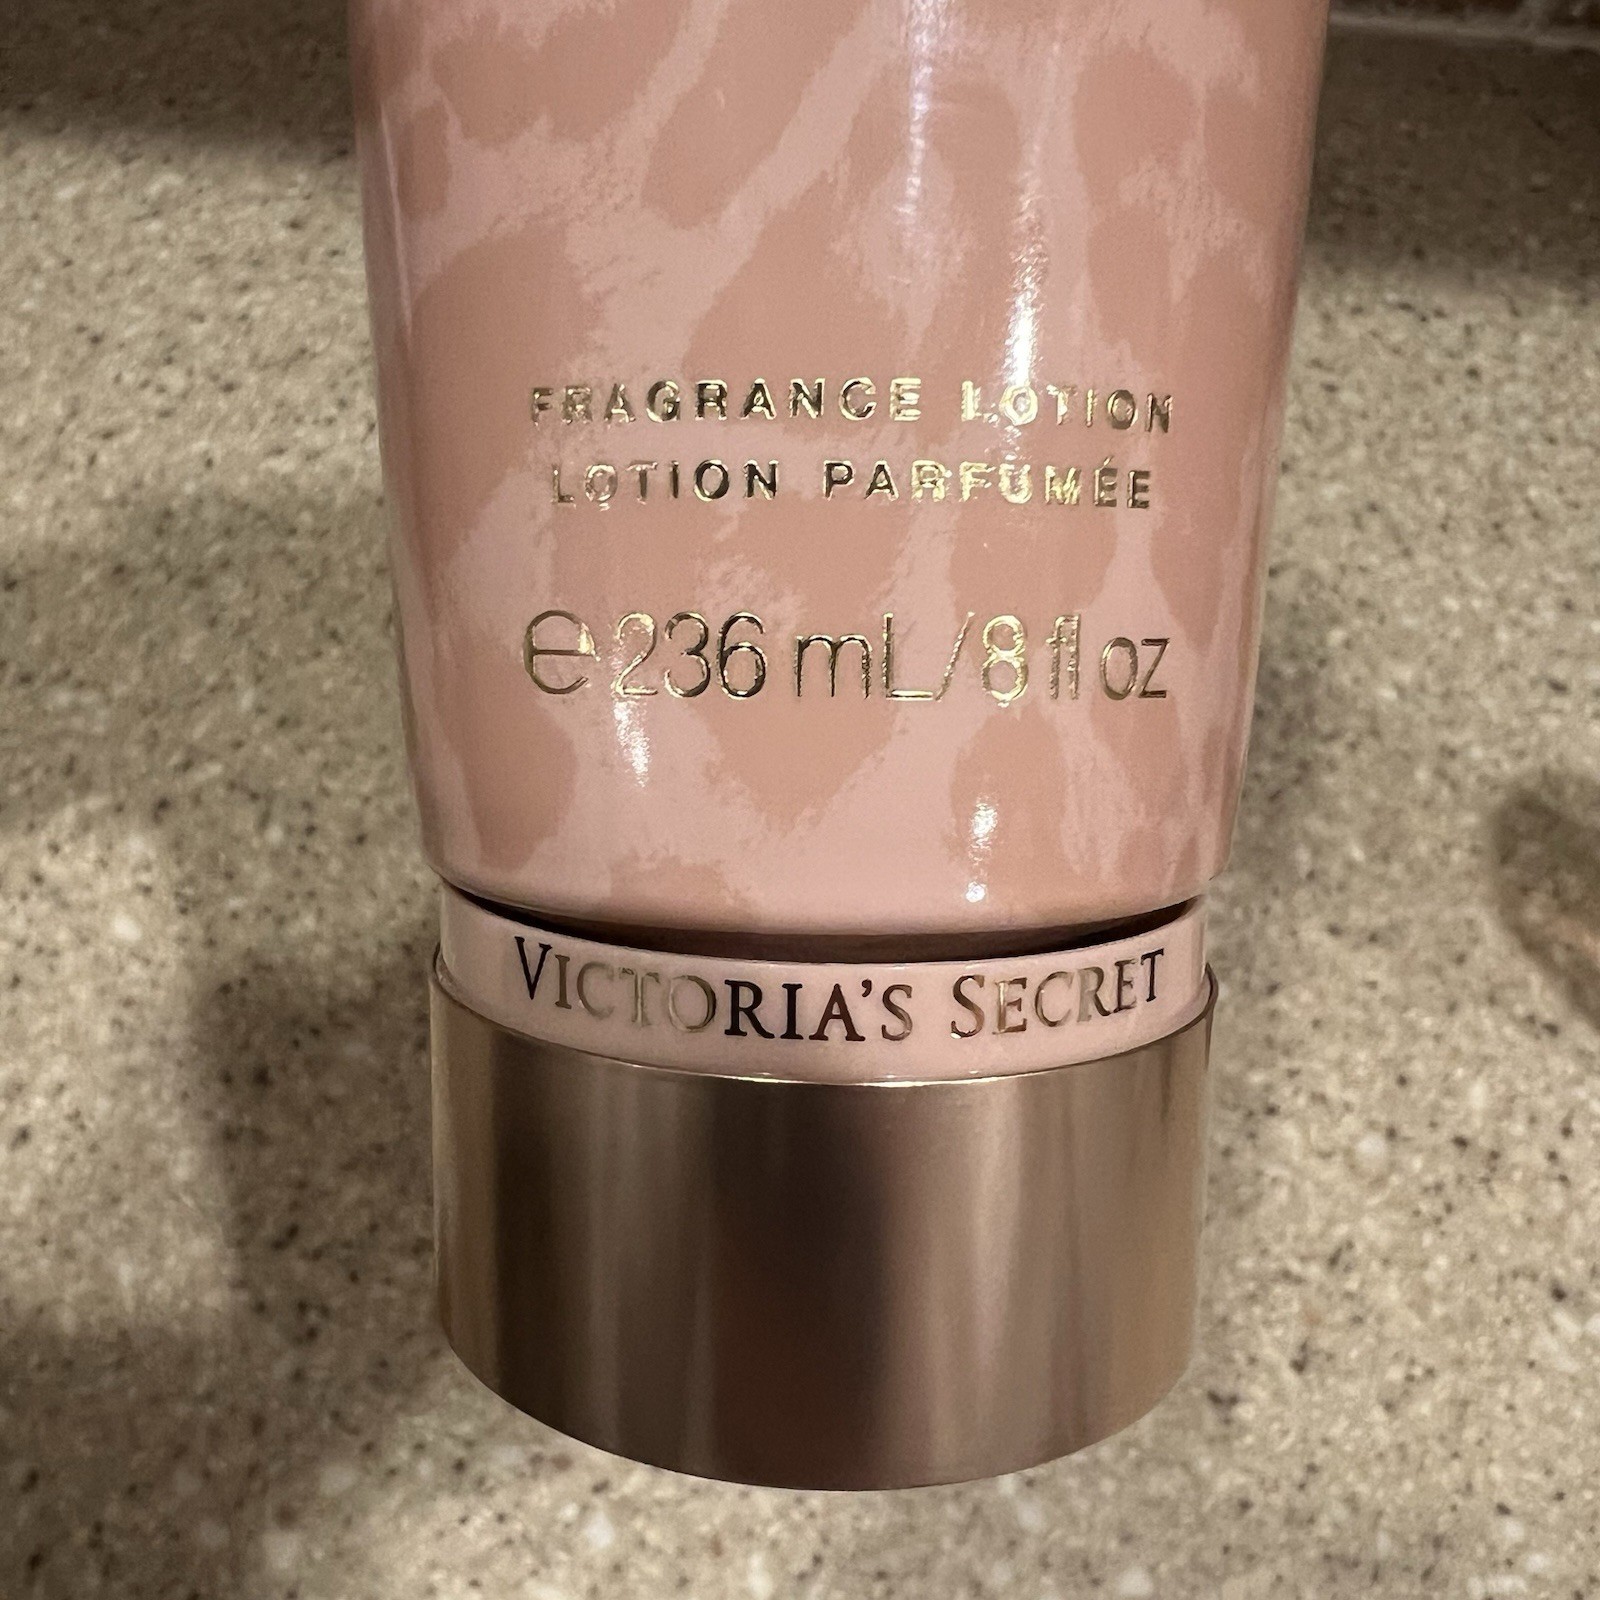 FRAGRANCE LOTION
LOTION PARFUMÉE
℮ 236 mL/8 fl oz
VICTORIA'S SECRET